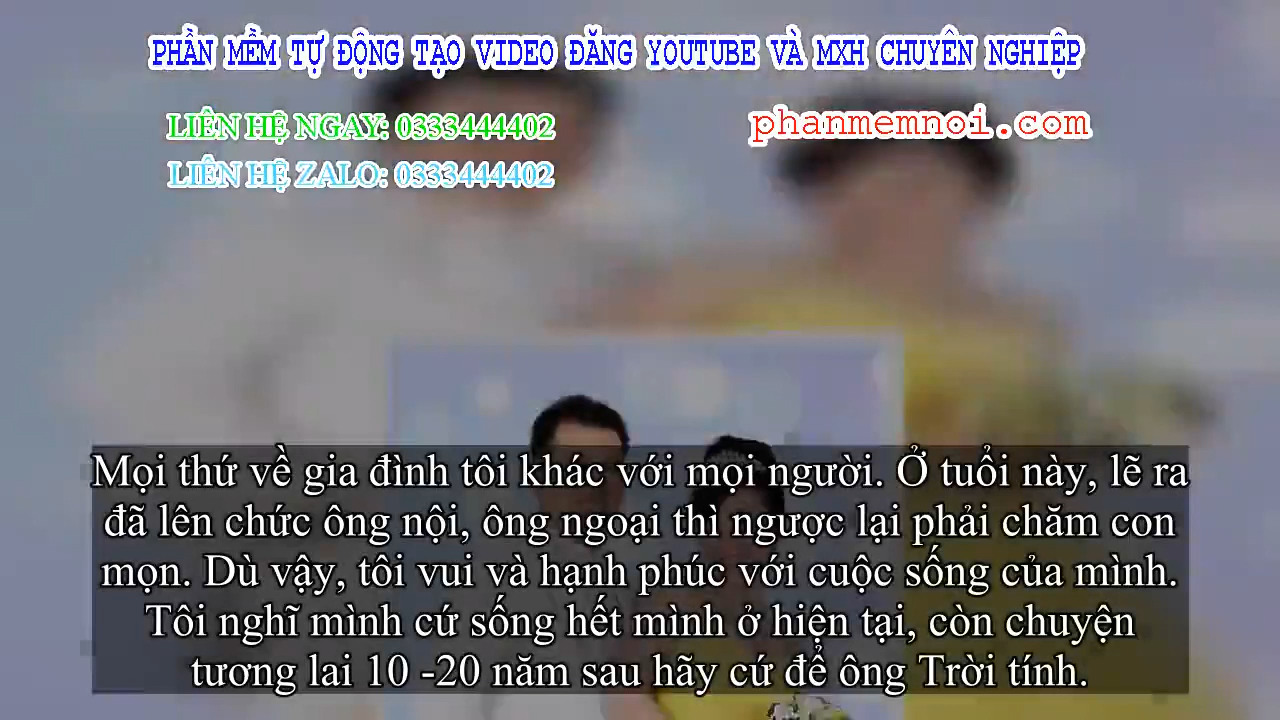 PHẦN MỀM TỰ ĐỘNG TẠO VIDEO ĐĂNG YOUTUBE VÀ MXH CHUYÊN NGHIỆP
LIÊN HỆ NGAY: 0333444402
phanmemnoi.com
LIÊN HỆ ZALO: 0333444402
Mọi thứ về gia đình tôi khác với mọi người. Ở tuổi này, lẽ ra
đã lên chức ông nội, ông ngoại thì ngược lại phải chăm con
mọn. Dù vậy, tôi vui và hạnh phúc với cuộc sống của mình.
Tôi nghĩ mình cứ sống hết mình ở hiện tại, còn chuyện
tương lai 10 -20 năm sau hãy cứ để ông Trời tính.